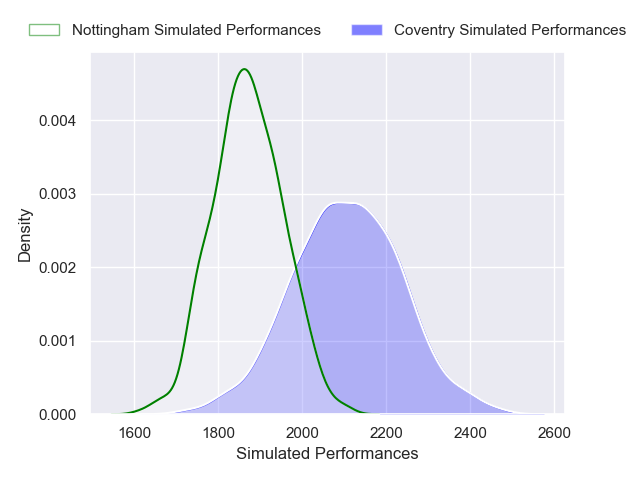 Nottingham Simulated Performances
Coventry Simulated Performances
0.004
0.003
0.002
0.001
0.000
Density
1600
1800
2000
2200
2400
2600
Simulated Performances